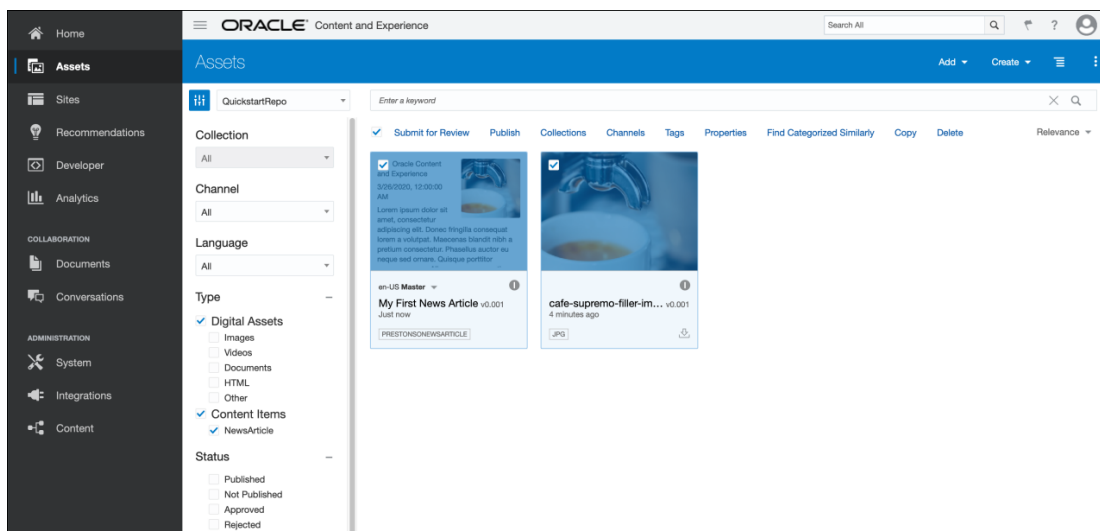 ORACLE® Content and Experience
Search All
?
Home
Assets
Sites
Recommendations
Developer
Analytics
COLLABORATION
Documents
Conversations
ADMINISTRATION
System
Integrations
Content
Assets
Add
Create
QuickstartRepo
Enter a keyword
Collection
All
Channel
All
Language
All
Type
Digital Assets
Images
Videos
Documents
HTML
Other
Content Items
NewsArticle
Status
Published
Not Published
Approved
Rejected
Submit for Review Publish Collections Channels Tags Properties Find Categorized Similarly Copy Delete
Relevance
Oracle Content
and Experience
3/26/2020, 12:00:00
AM
Lorem ipsum dolor sit
amet, consectetur
adipiscing elit. Donec fringilla consequat
lorem a volutpat. Maecenas blandit nibh a
pretium consectetur. Phasellus auctor eu
neque sed ornare. Quisque porttitor
en-US Master
My First News Article v0.001
Just now
PRESTONSONEWSARTICLE
cafe-supremo-filler-im... v0.001
4 minutes ago
JPG